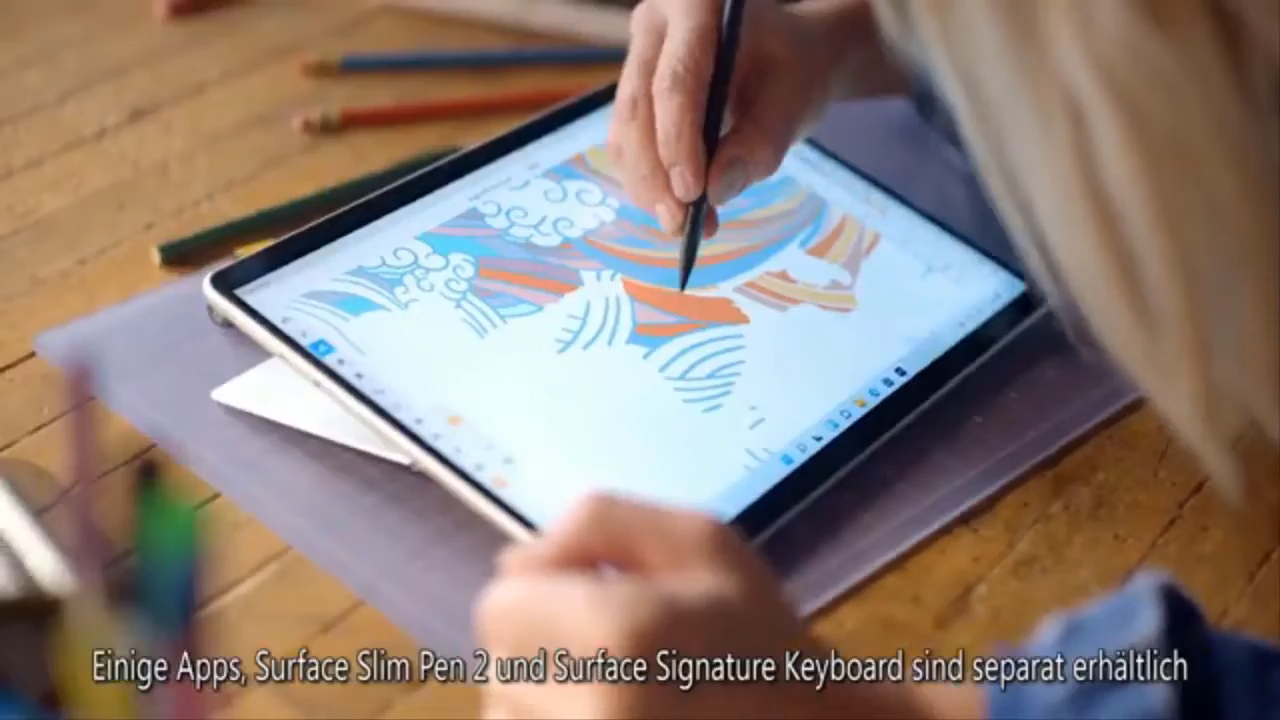 Einige Apps, Surface Slim Pen 2 und Surface Signature Keyboard sind separat erhältlich